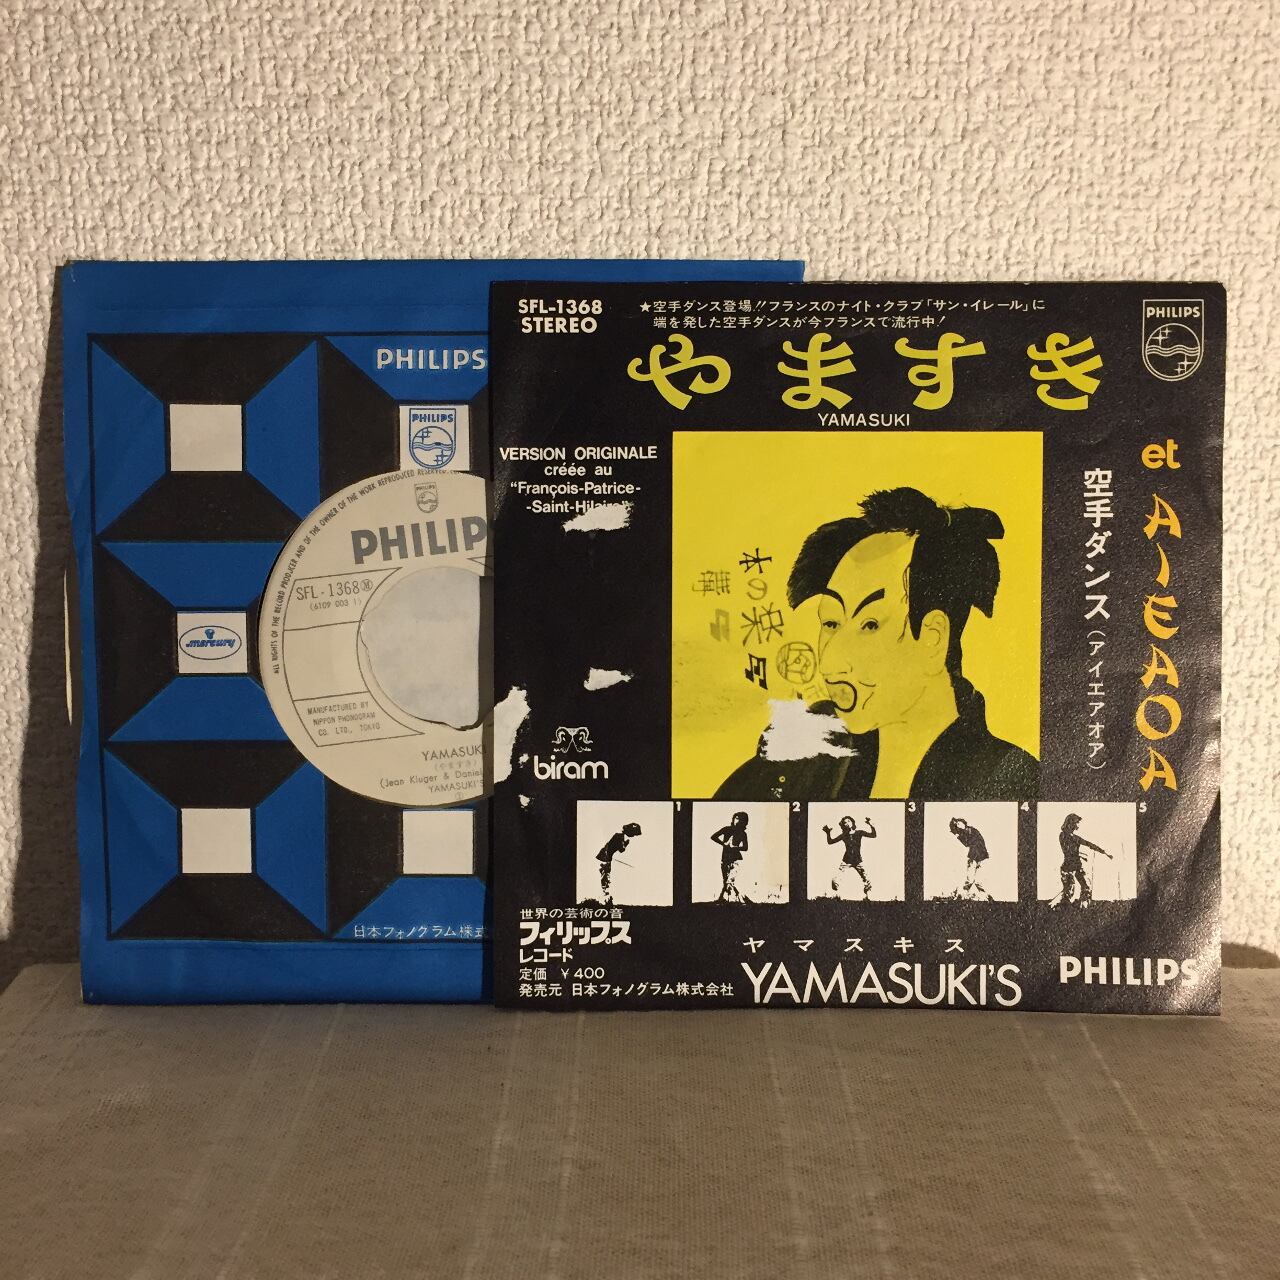 PHILIPS
PHILIPS
mercury
ALL RIGHTS OF THE RECORD PRODUCER AND OF THE OWNER OF THE WORK REPRODUCED RESERVED
PHILIPS
SFL-1368 Ⓜ
(6109 003 1)
MANUFACTURED BY
NIPPON PHONOGRAM
CO. LTD., TOKYO
YAMASUKI
(やますき)
(Jean Kluger & Daniel
YAMASUKI'S
日本フォノグラム株式
SFL-1368
STEREO
★空手ダンス登場!!フランスのナイト・クラブ「サン・イレール」に
端を発した空手ダンスが今フランスで流行中!
PHILIPS
やますき
YAMASUKI
VERSION ORIGINALE
créée au
"François-Patrice-
-Saint-Hilaire"
et AIEAOA
空手ダンス(アイエアオア)
biram
1 2 3 4 5
世界の芸術の音
フィリップス
レコード
定価 ¥400
発売元 日本フォノグラム株式会社
ヤマスキス
YAMASUKI'S
PHILIPS